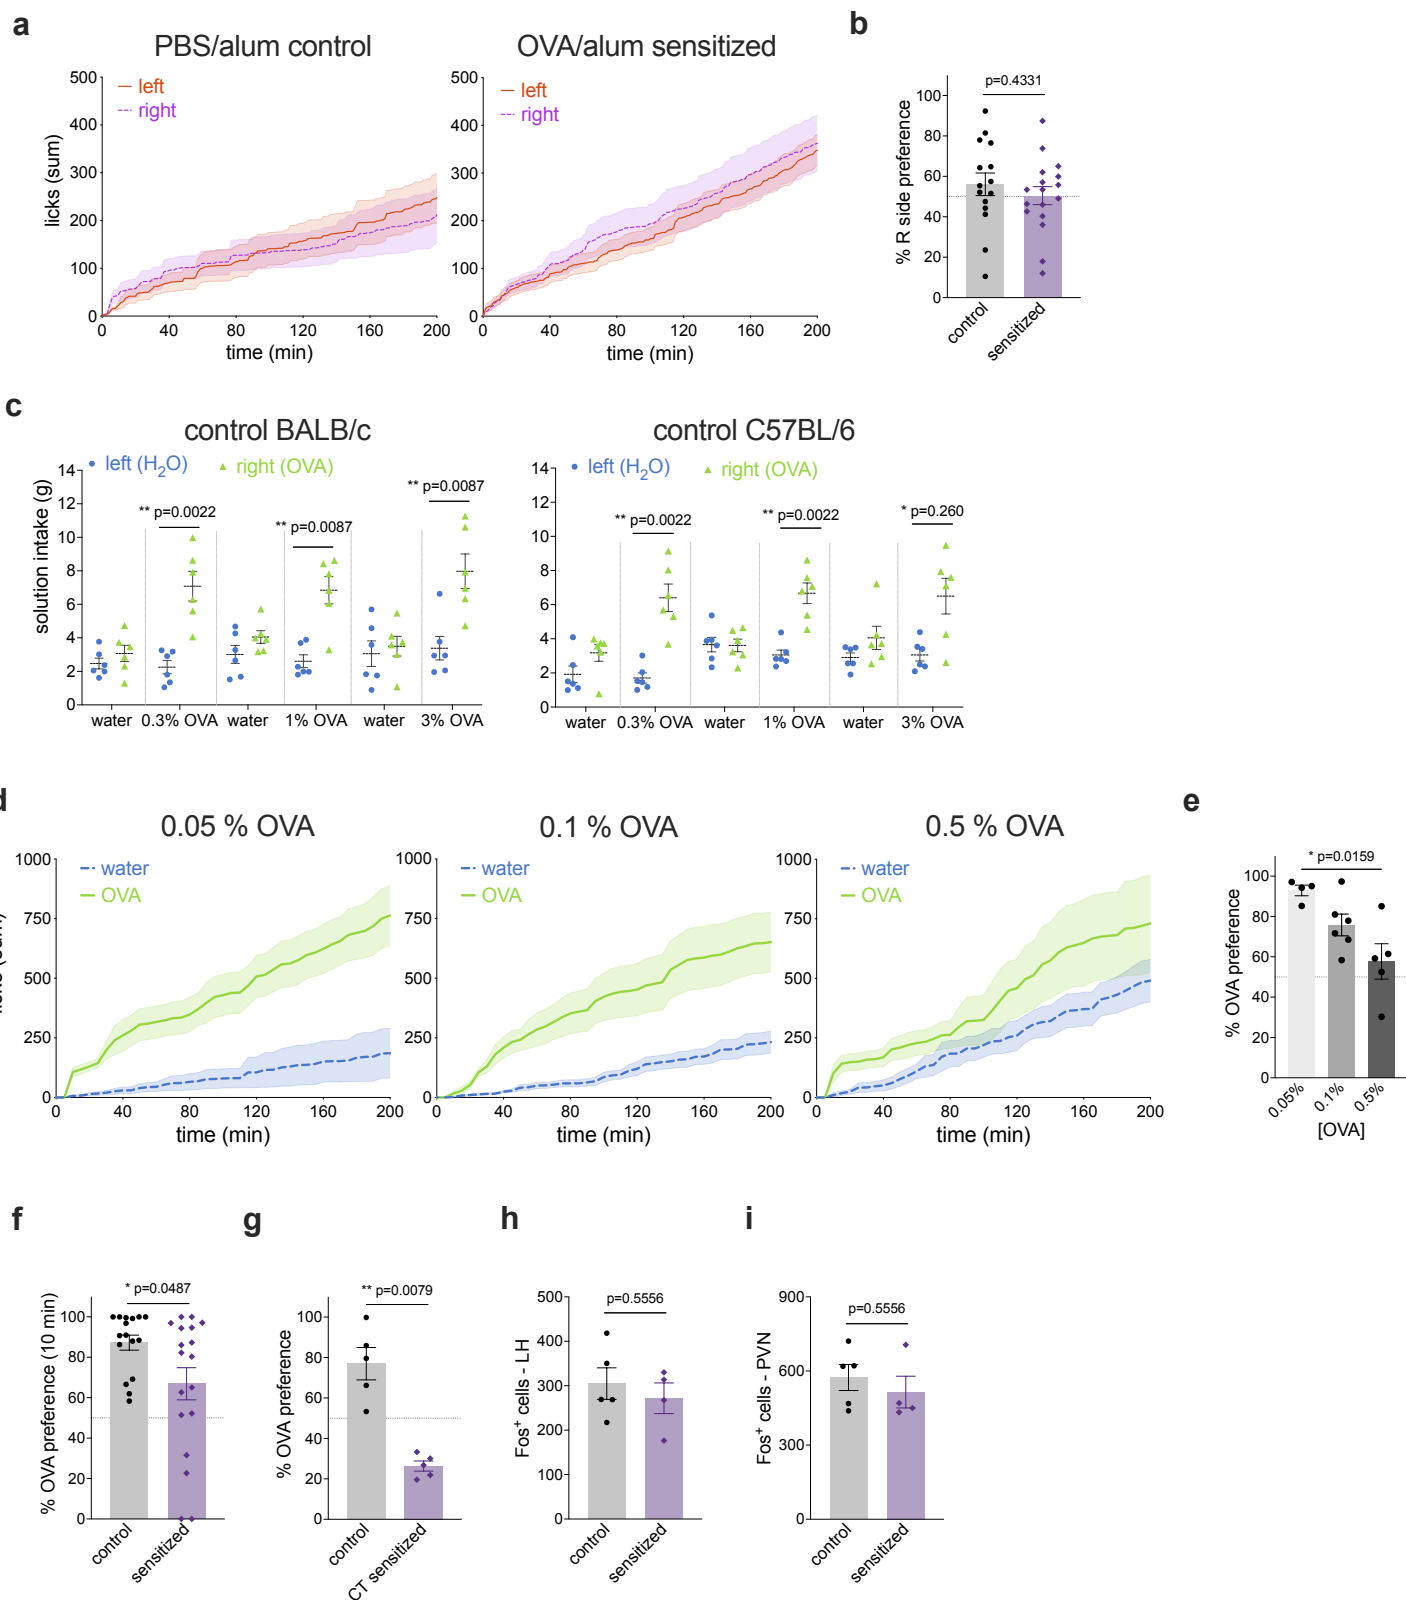 a
PBS/alum control
OVA/alum sensitized
left
right
left
right
licks (sum)
500
400
300
200
100
0
0 40 80 120 160 200
time (min)
500
400
300
200
100
0
0 40 80 120 160 200
time (min)
b
p=0.4331
% R side preference
100
80
60
40
20
0
control
sensitized
c
control BALB/c
left (H2O) right (OVA)
solution intake (g)
14
12
10
8
6
4
2
0
** p=0.0022
** p=0.0087
** p=0.0087
water 0.3% OVA water 1% OVA water 3% OVA
control C57BL/6
left (H2O) right (OVA)
14
12
10
8
6
4
2
0
** p=0.0022
** p=0.0022
* p=0.260
water 0.3% OVA water 1% OVA water 3% OVA
d
0.05 % OVA
water
OVA
1000
750
500
250
0
0 40 80 120 160 200
time (min)
0.1 % OVA
water
OVA
1000
750
500
250
0
0 40 80 120 160 200
time (min)
0.5 % OVA
water
OVA
1000
750
500
250
0
0 40 80 120 160 200
time (min)
e
* p=0.0159
% OVA preference
100
80
60
40
20
0
0.05%
0.1%
0.5%
[OVA]
f
* p=0.0487
% OVA preference (10 min)
100
80
60
40
20
0
control
sensitized
g
** p=0.0079
% OVA preference
100
80
60
40
20
0
control
CT sensitized
h
p=0.5556
Fos+ cells - LH
500
400
300
200
100
0
control
sensitized
i
p=0.5556
Fos+ cells - PVN
900
600
300
0
control
sensitized